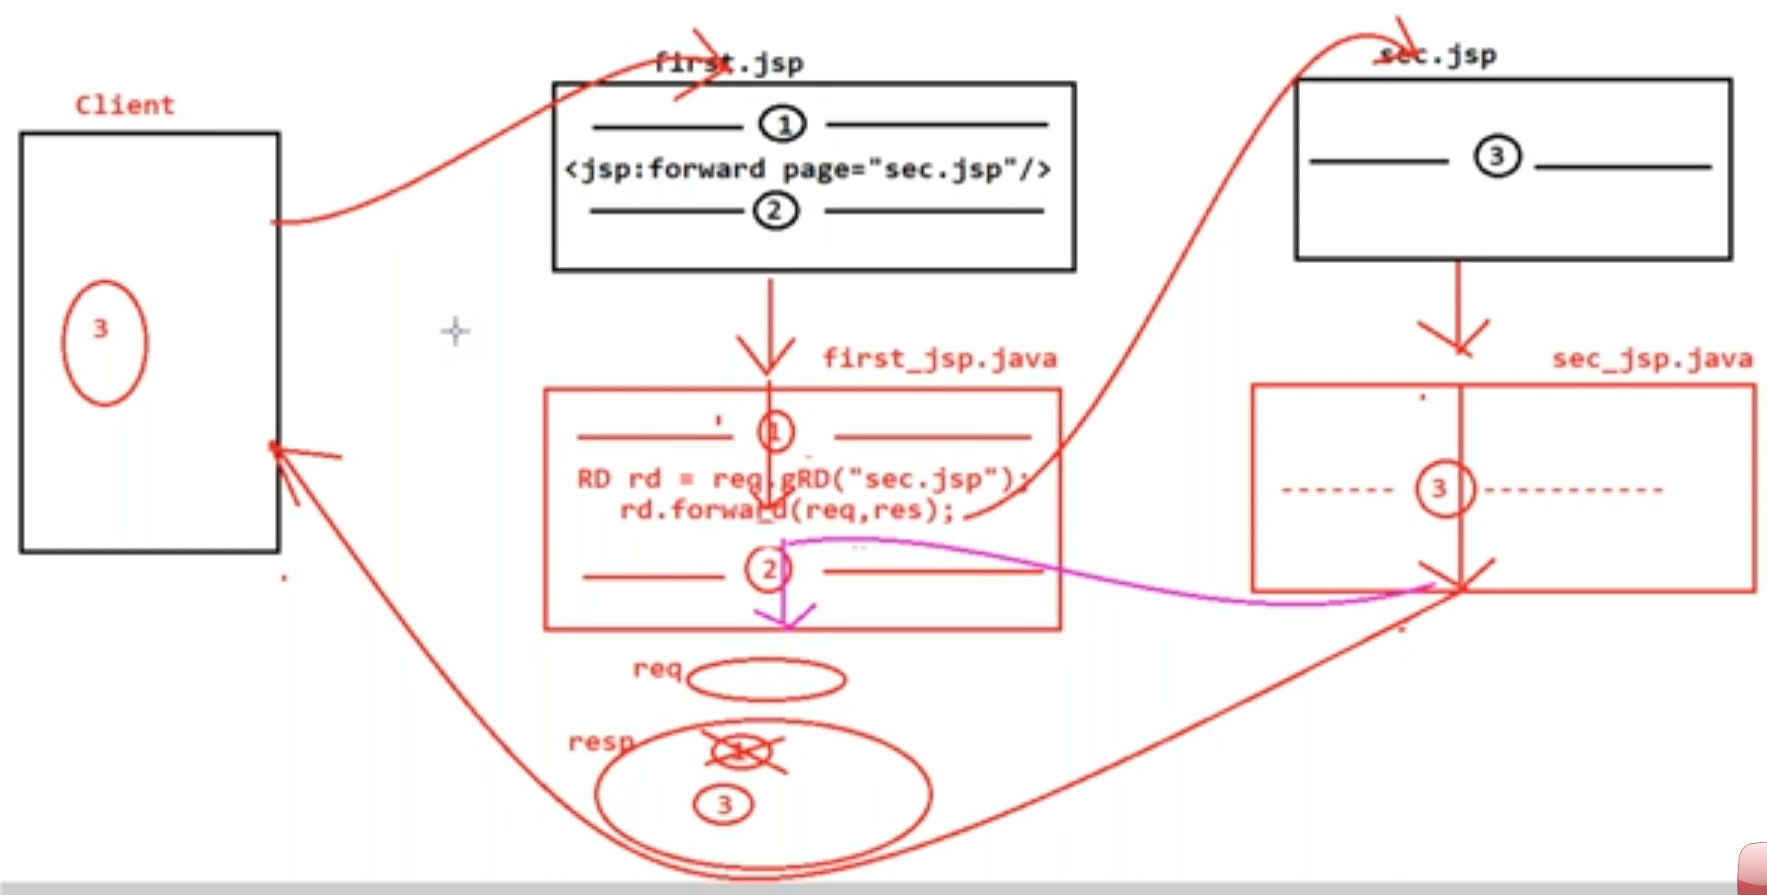 Client
3
first.jsp
1
<jsp:forward page="sec.jsp"/>
2
sec.jsp
3
first_jsp.java
1
RD rd = req.gRD("sec.jsp");
rd.forward(req,res);
2
sec_jsp.java
3
req
resp
1
3